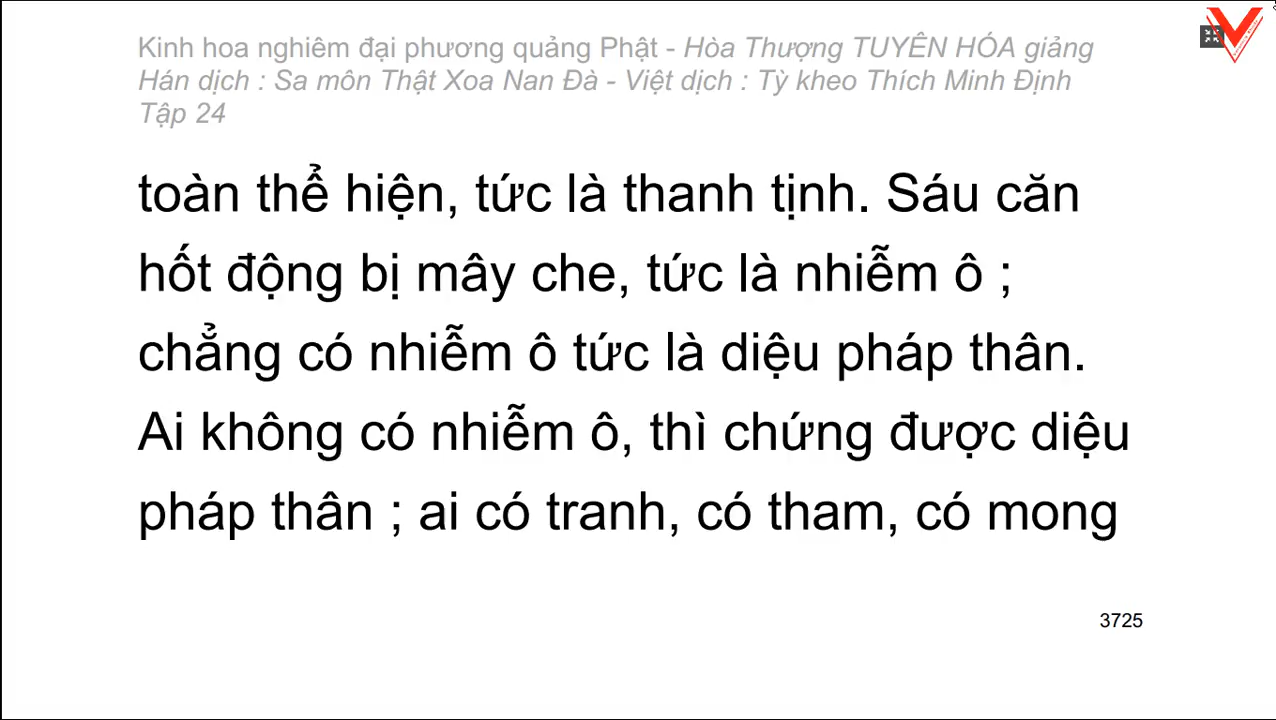 Kinh hoa nghiêm đại phương quảng Phật - Hòa Thượng TUYÊN HÓA giảng
Hán dịch : Sa môn Thật Xoa Nan Đà - Việt dịch : Tỳ kheo Thích Minh Định
Tập 24
toàn thể hiện, tức là thanh tịnh. Sáu căn
hốt động bị mây che, tức là nhiễm ô ;
chẳng có nhiễm ô tức là diệu pháp thân.
Ai không có nhiễm ô, thì chứng được diệu
pháp thân ; ai có tranh, có tham, có mong
3725